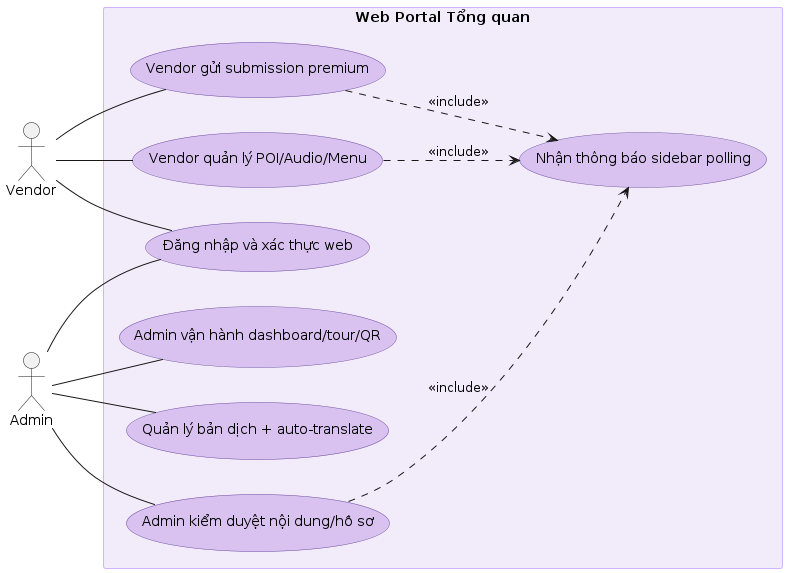 Web Portal Tổng quan
Vendor gửi submission premium
«include»
Vendor quản lý POI/Audio/Menu
«include»
Nhận thông báo sidebar polling
Vendor
Đăng nhập và xác thực web
Admin vận hành dashboard/tour/QR
«include»
Admin
Quản lý bản dịch + auto-translate
Admin kiểm duyệt nội dung/hồ sơ